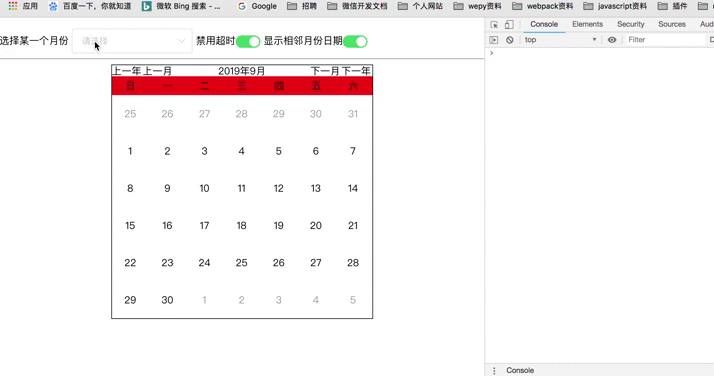 应用 百度一下，你就知道 微软 Bing 搜索 - ... Google 招聘 微信开发文档 个人网站 wepy资料 webpack资料 javascript资料 插件
Console Elements Security Sources Aud
选择某一个月份 请选择 禁用超时 显示相邻月份日期
top Filter D
上一年 上一月 2019年9月 下一月 下一年
日 一 二 三 四 五 六
25 26 27 28 29 30 31
1 2 3 4 5 6 7
8 9 10 11 12 13 14
15 16 17 18 19 20 21
22 23 24 25 26 27 28
29 30 1 2 3 4 5
Console